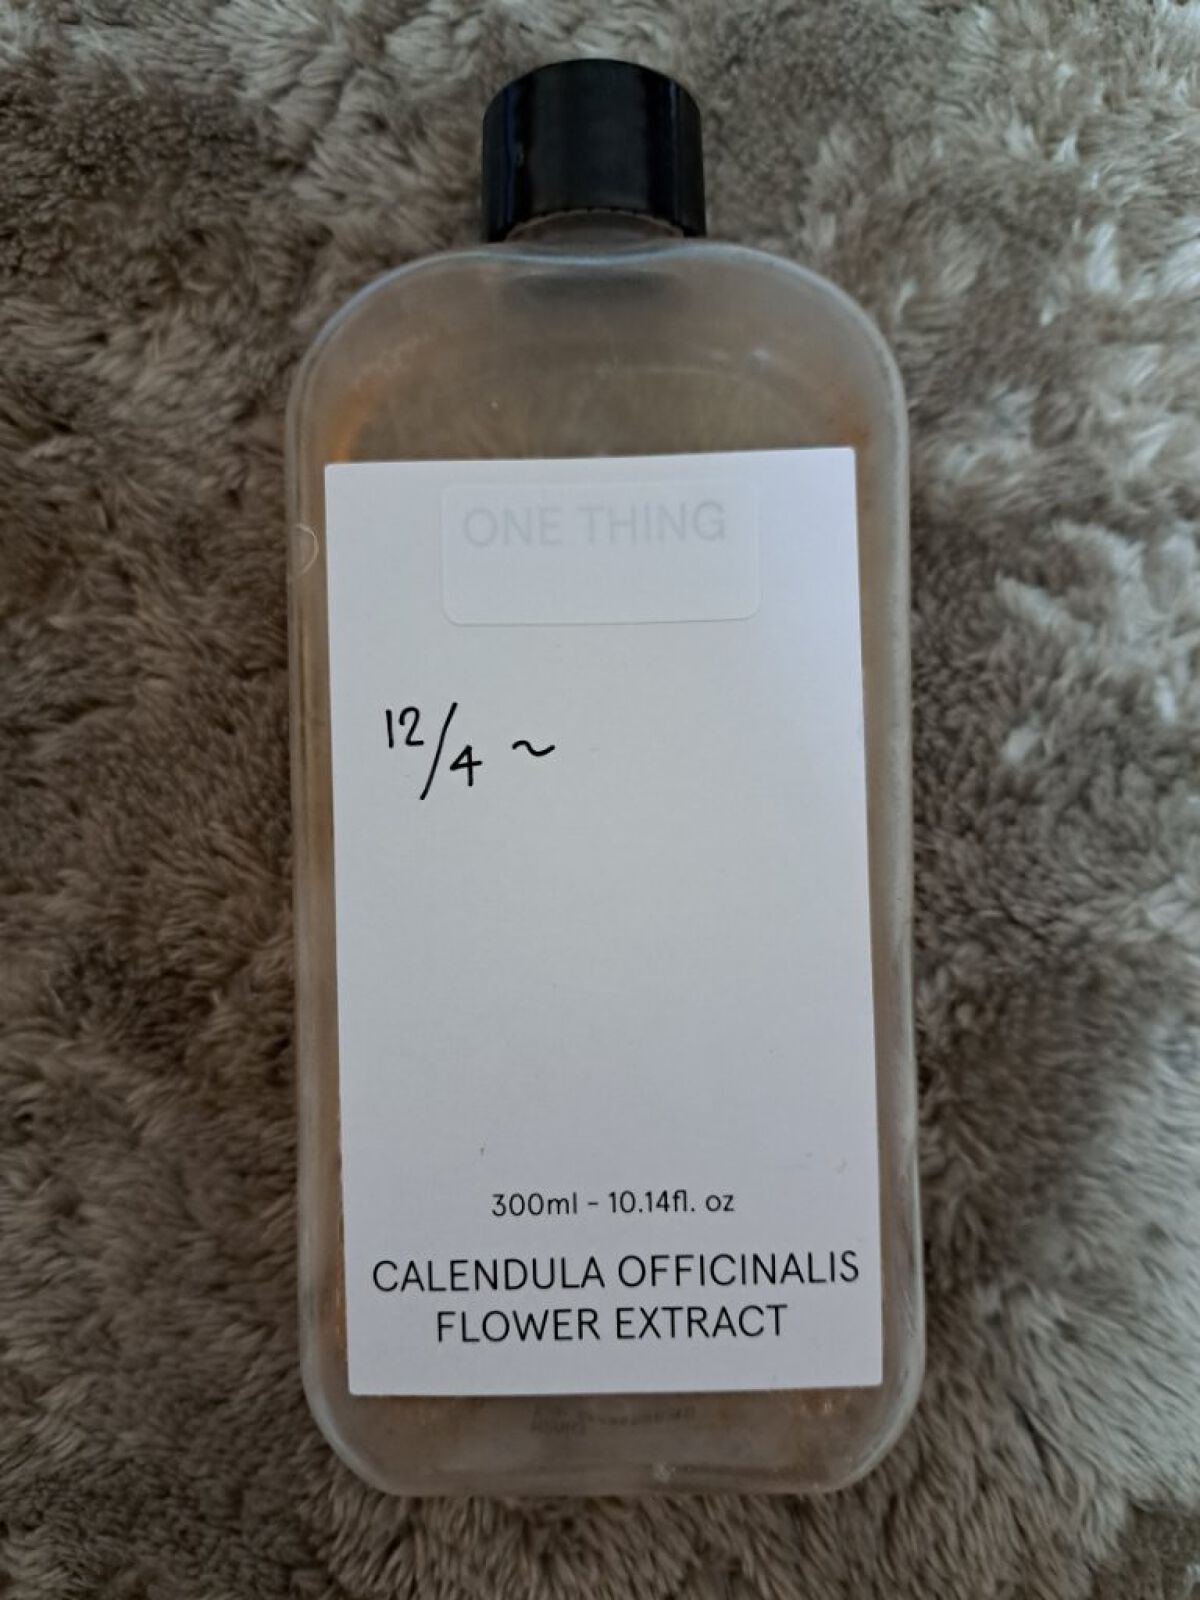 ONE THING
12/4 ~
300ml - 10.14fl. oz
CALENDULA OFFICINALIS
FLOWER EXTRACT